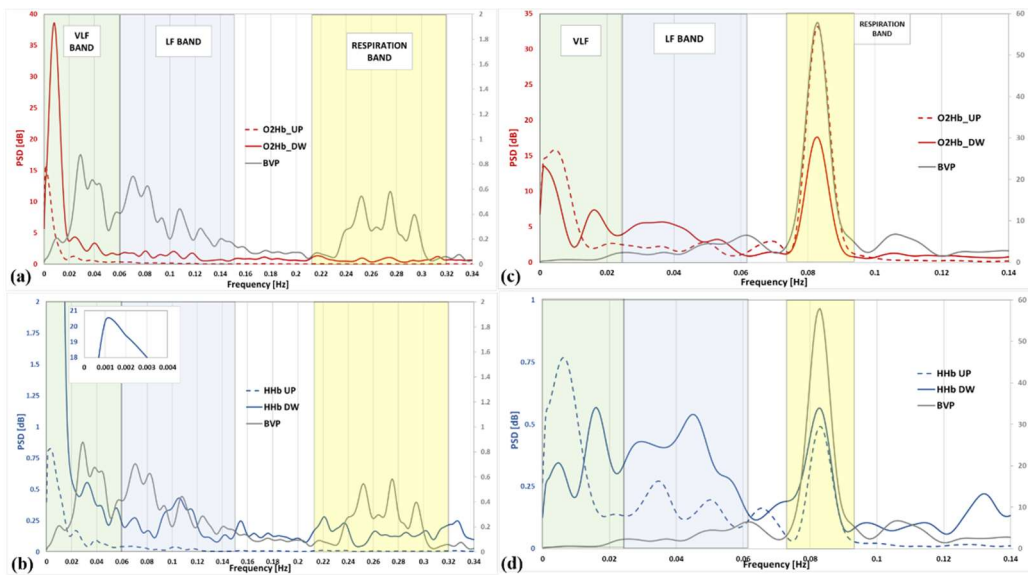 (a)
40
35
30
25
20
15
10
5
0
PSD [dB]
VLF
BAND
LF BAND
RESPIRATION
BAND
O2Hb_UP
O2Hb_DW
BVP
2
1.8
1.6
1.4
1.2
1
0.8
0.6
0.4
0.2
0
0 0.02 0.04 0.06 0.08 0.1 0.12 0.14 0.16 0.18 0.2 0.22 0.24 0.26 0.28 0.3 0.32 0.34
Frequency [Hz]
(c)
35
30
25
20
15
10
5
0
PSD [dB]
VLF
LF BAND
RESPIRATION
BAND
O2Hb_UP
O2Hb_DW
BVP
60
50
40
30
20
10
0
0 0.02 0.04 0.06 0.08 0.1 0.12 0.14
Frequency [Hz]
(b)
2
1.75
1.5
1.25
1
0.75
0.5
0.25
0
PSD [dB]
21
20
19
18
0 0.001 0.002 0.003 0.004
HHb UP
HHb DW
BVP
2
1.8
1.6
1.4
1.2
1
0.8
0.6
0.4
0.2
0
0 0.02 0.04 0.06 0.08 0.1 0.12 0.14 0.16 0.18 0.2 0.22 0.24 0.26 0.28 0.3 0.32 0.34
Frequency [Hz]
(d)
1
0.75
0.5
0.25
0
PSD [dB]
HHb UP
HHb DW
BVP
60
50
40
30
20
10
0
0 0.02 0.04 0.06 0.08 0.1 0.12 0.14
Frequency [Hz]